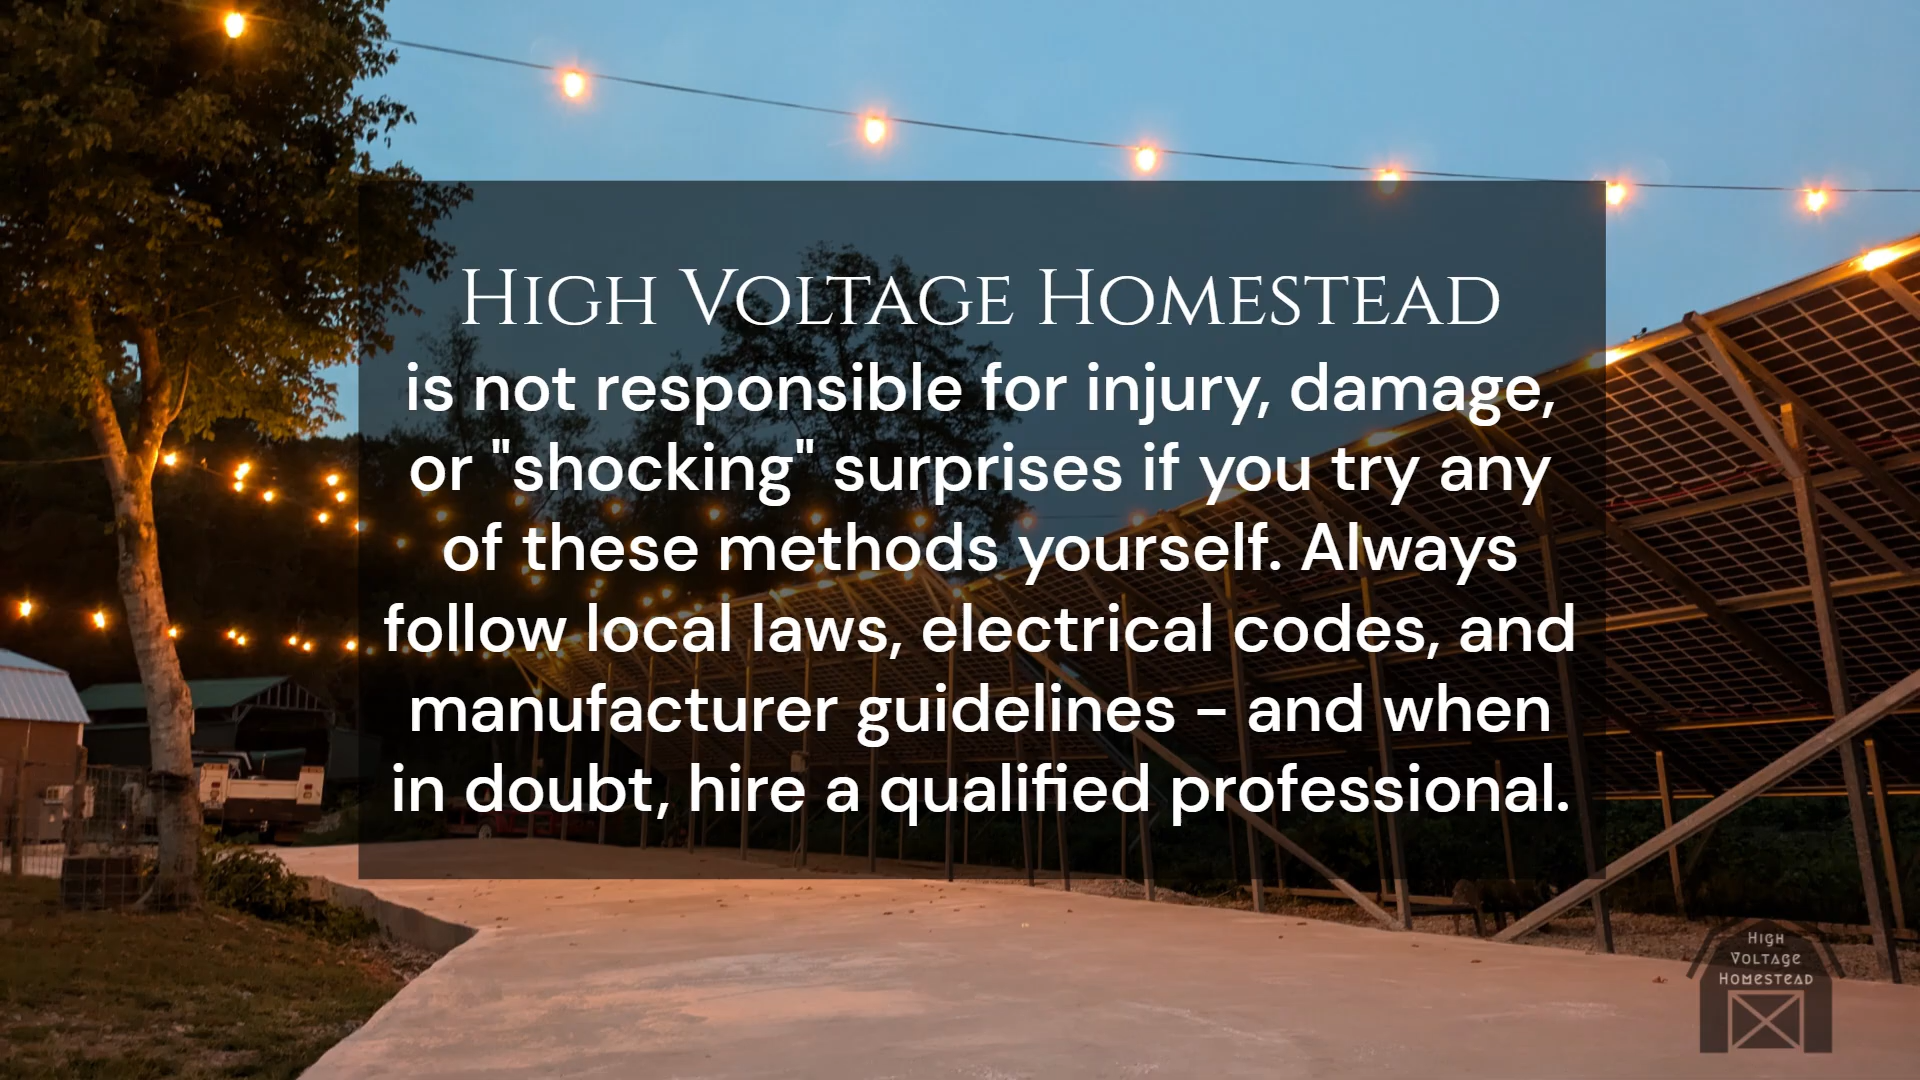 High Voltage Homestead
is not responsible for injury, damage,
or "shocking" surprises if you try any
of these methods yourself. Always
follow local laws, electrical codes, and
manufacturer guidelines – and when
in doubt, hire a qualified professional.
High
Voltage
Homestead